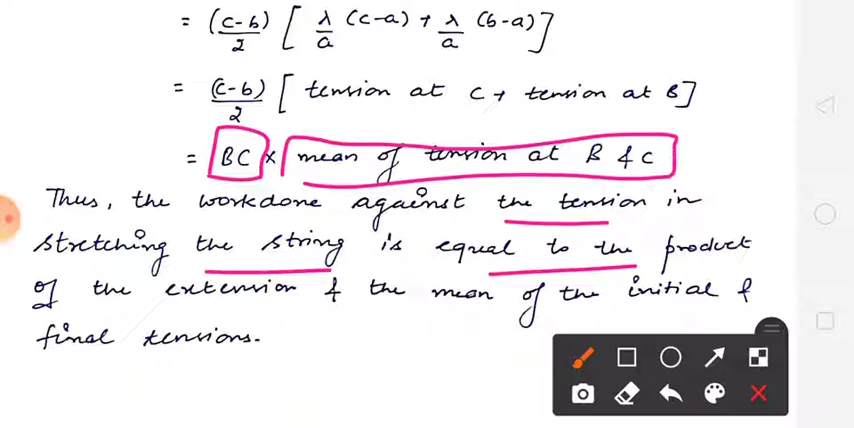 = (c-b)/2 [ λ/a (c-a) + λ/a (b-a) ]
= (c-b)/2 [ tension at C + tension at B ]
= BC × mean of tension at B & C
Thus, the workdone against the tension in
stretching the string is equal to the product
of the extension & the mean of the initial &
final tensions.